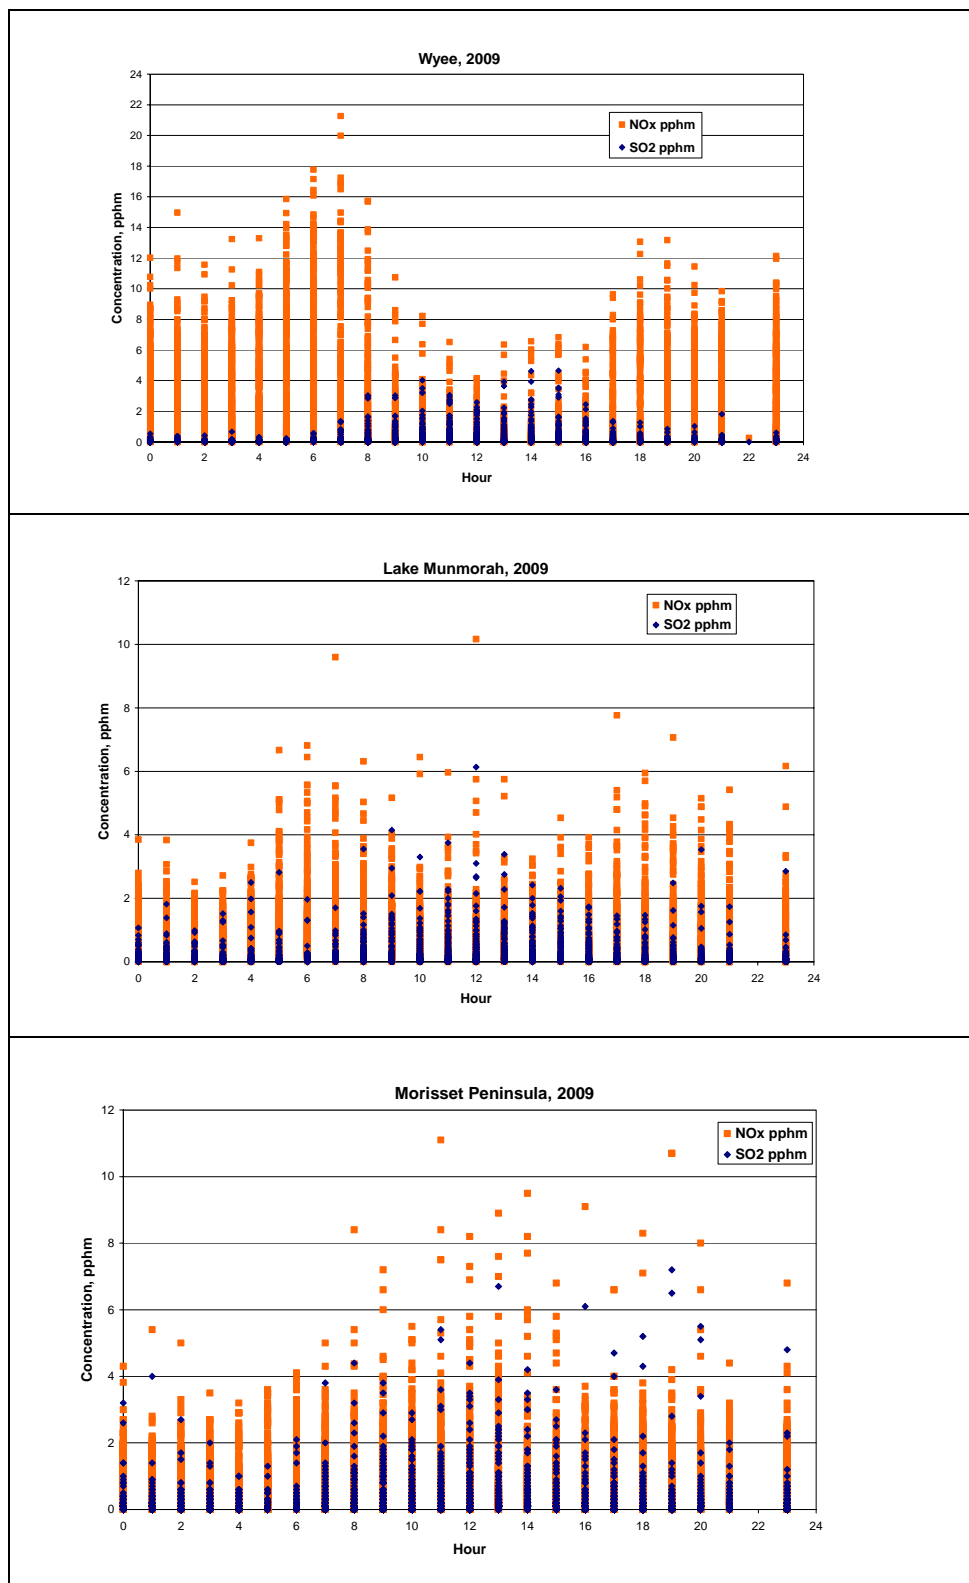 Wyee, 2009
24
22
20
18
16
14
12
10
8
6
4
2
0
Concentration, pphm
NOx pphm
SO2 pphm
0 2 4 6 8 10 12 14 16 18 20 22 24
Hour
Lake Munmorah, 2009
12
10
8
6
4
2
0
Concentration, pphm
NOx pphm
SO2 pphm
0 2 4 6 8 10 12 14 16 18 20 22 24
Hour
Morisset Peninsula, 2009
12
10
8
6
4
2
0
Concentration, pphm
NOx pphm
SO2 pphm
0 2 4 6 8 10 12 14 16 18 20 22 24
Hour